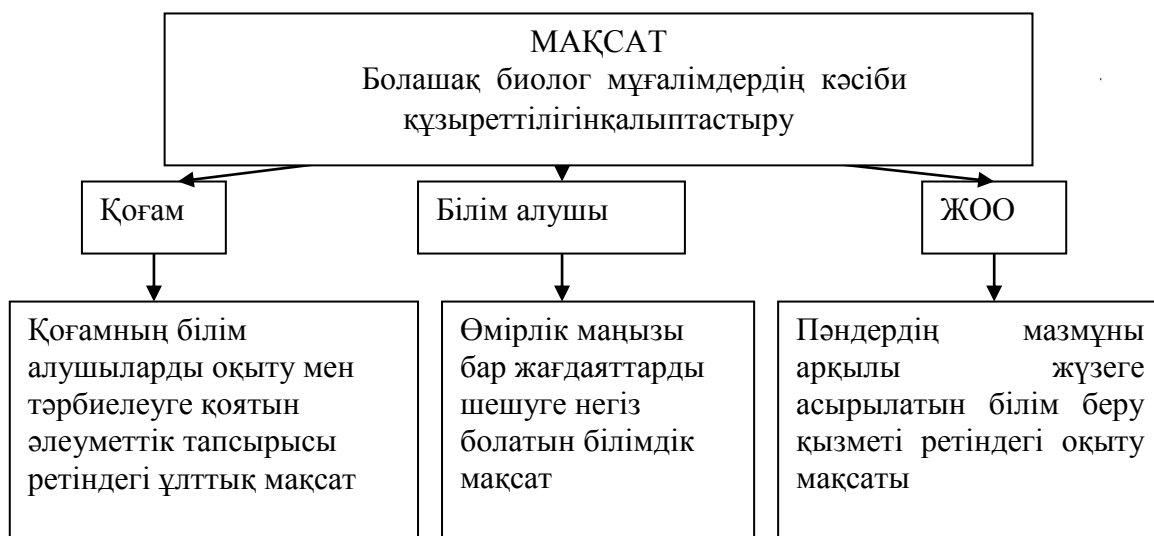 МАҚСАТ
Болашақ биолог мұғалімдердің кәсіби
құзыреттілігінқалыптастыру
Қоғам
Білім алушы
ЖОО
Қоғамның білім
алушыларды оқыту мен
тәрбиелеуге қоятын
әлеуметтік тапсырысы
ретіндегі ұлттық мақсат
Өмірлік маңызы
бар жағдаяттарды
шешуге негіз
болатын білімдік
мақсат
Пәндердің мазмұны
арқылы жүзеге
асырылатын білім беру
қызметі ретіндегі оқыту
мақсаты